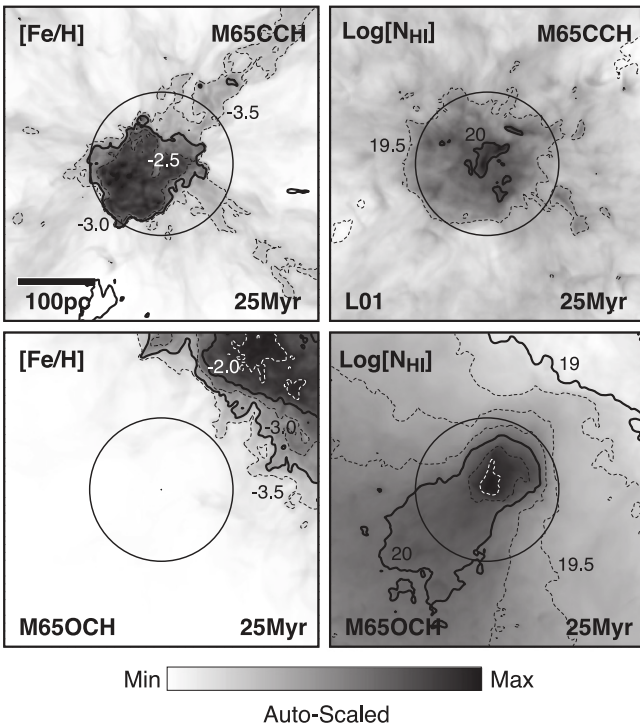 [Fe/H] M65CCH
-3.5
-2.5
-3.0
100pc 25Myr
Log[N_HI] M65CCH
19.5 20
L01 25Myr
[Fe/H]
-2.0
-3.0
-3.5
M65OCH 25Myr
Log[N_HI]
19
20
19.5
M65OCH 25Myr
Min Max
Auto-Scaled